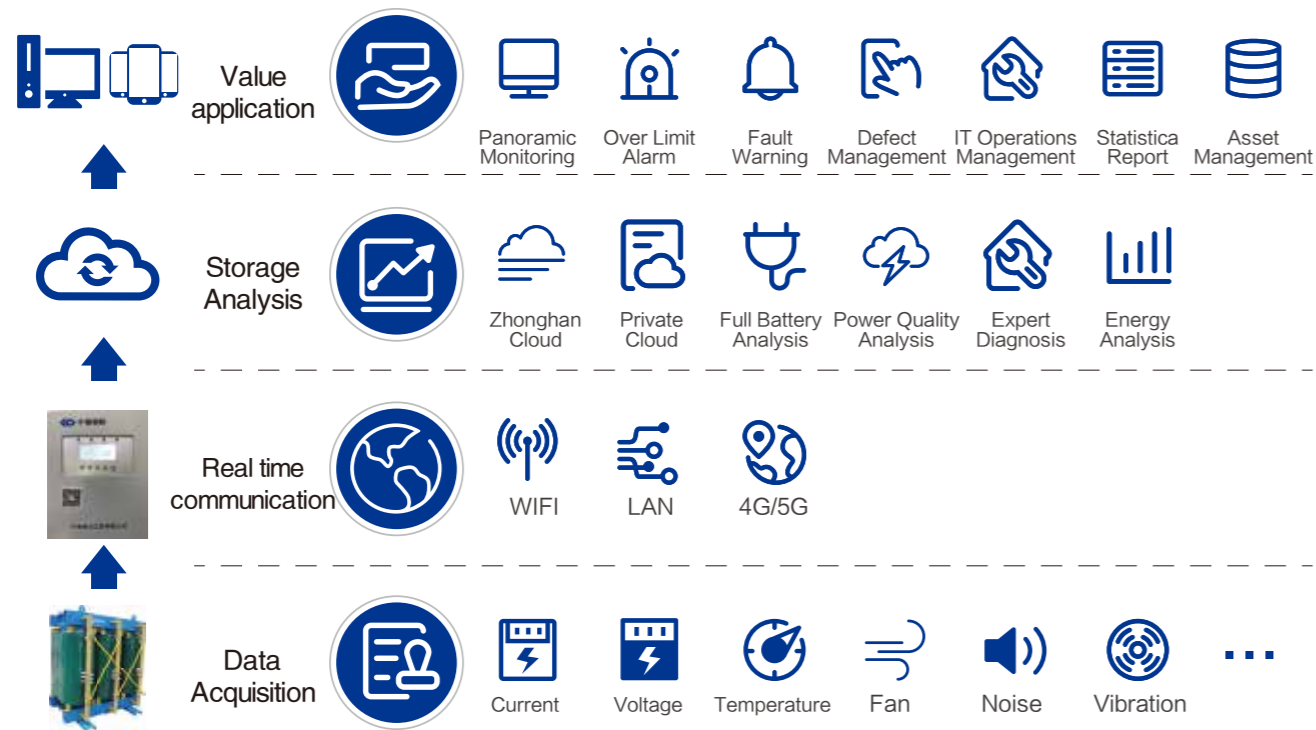 Value
application
Panoramic
Monitoring
Over Limit
Alarm
Fault
Warning
Defect
Management
IT Operations
Management
Statistica
Report
Asset
Management
Storage
Analysis
Zhonghan
Cloud
Private
Cloud
Full Battery
Analysis
Power Quality
Analysis
Expert
Diagnosis
Energy
Analysis
Real time
communication
WIFI
LAN
4G/5G
Data
Acquisition
Current
Voltage
Temperature
Fan
Noise
Vibration
...